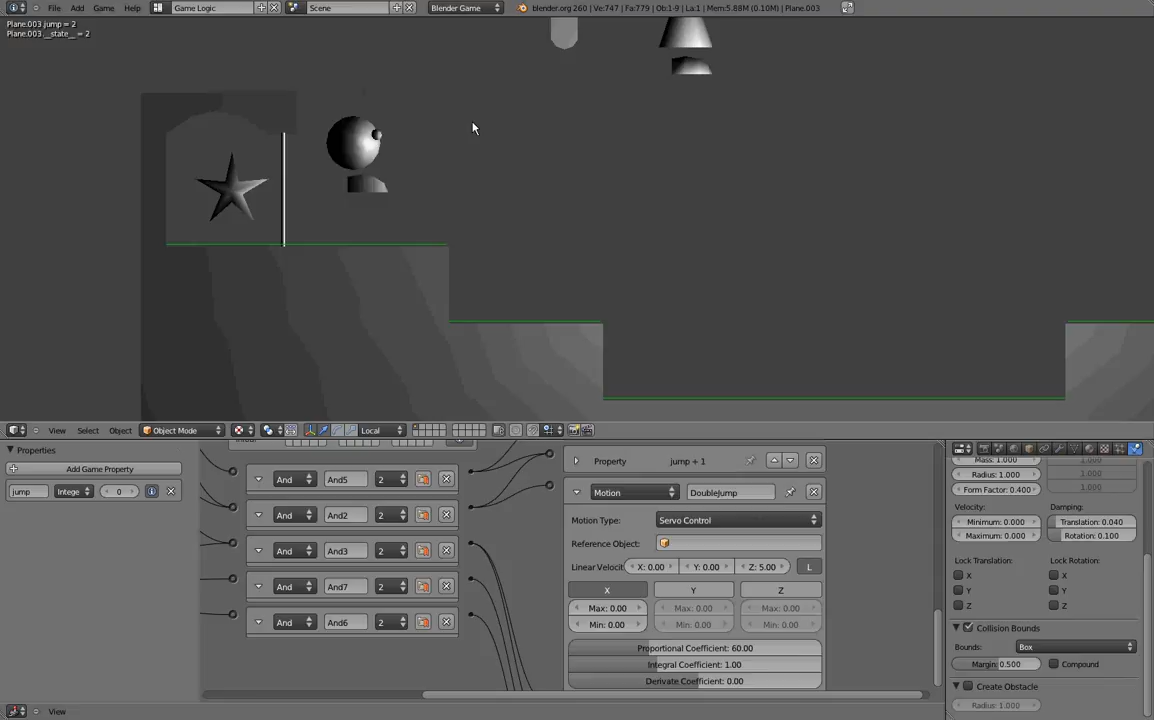 File Add Game Help Game Logic Scene Blender Game blender.org 260 | Ve:747 | Fa:779 | Ob:1-9 | La:1 | Mem:5.88M (0.10M) | Plane.003
Plane.003 jump = 2
Plane.003.__state__ = 2
View Select Object Object Mode Local
Properties
Add Game Property
jump Intege 0
And And5 2
And And2 2
And And3 2
And And7 2
And And6 2
Property jump + 1
Motion DoubleJump
Motion Type: Servo Control
Reference Object:
Linear Velocit X: 0.00 Y: 0.00 Z: 5.00 L
X Y Z
Max: 0.00 Max: 0.00 Max: 0.00
Min: 0.00 Min: 0.00 Min: 0.00
Proportional Coefficient: 60.00
Integral Coefficient: 1.00
Derivate Coefficient: 0.00
Mass: 1.000
Radius: 1.000
Form Factor: 0.400
Velocity: Damping:
Minimum: 0.000 Translation: 0.040
Maximum: 0.000 Rotation: 0.100
Lock Translation: Lock Rotation:
X X
Y Y
Z Z
Collision Bounds
Bounds: Box
Margin: 0.500 Compound
Create Obstacle
Radius: 1.000
View